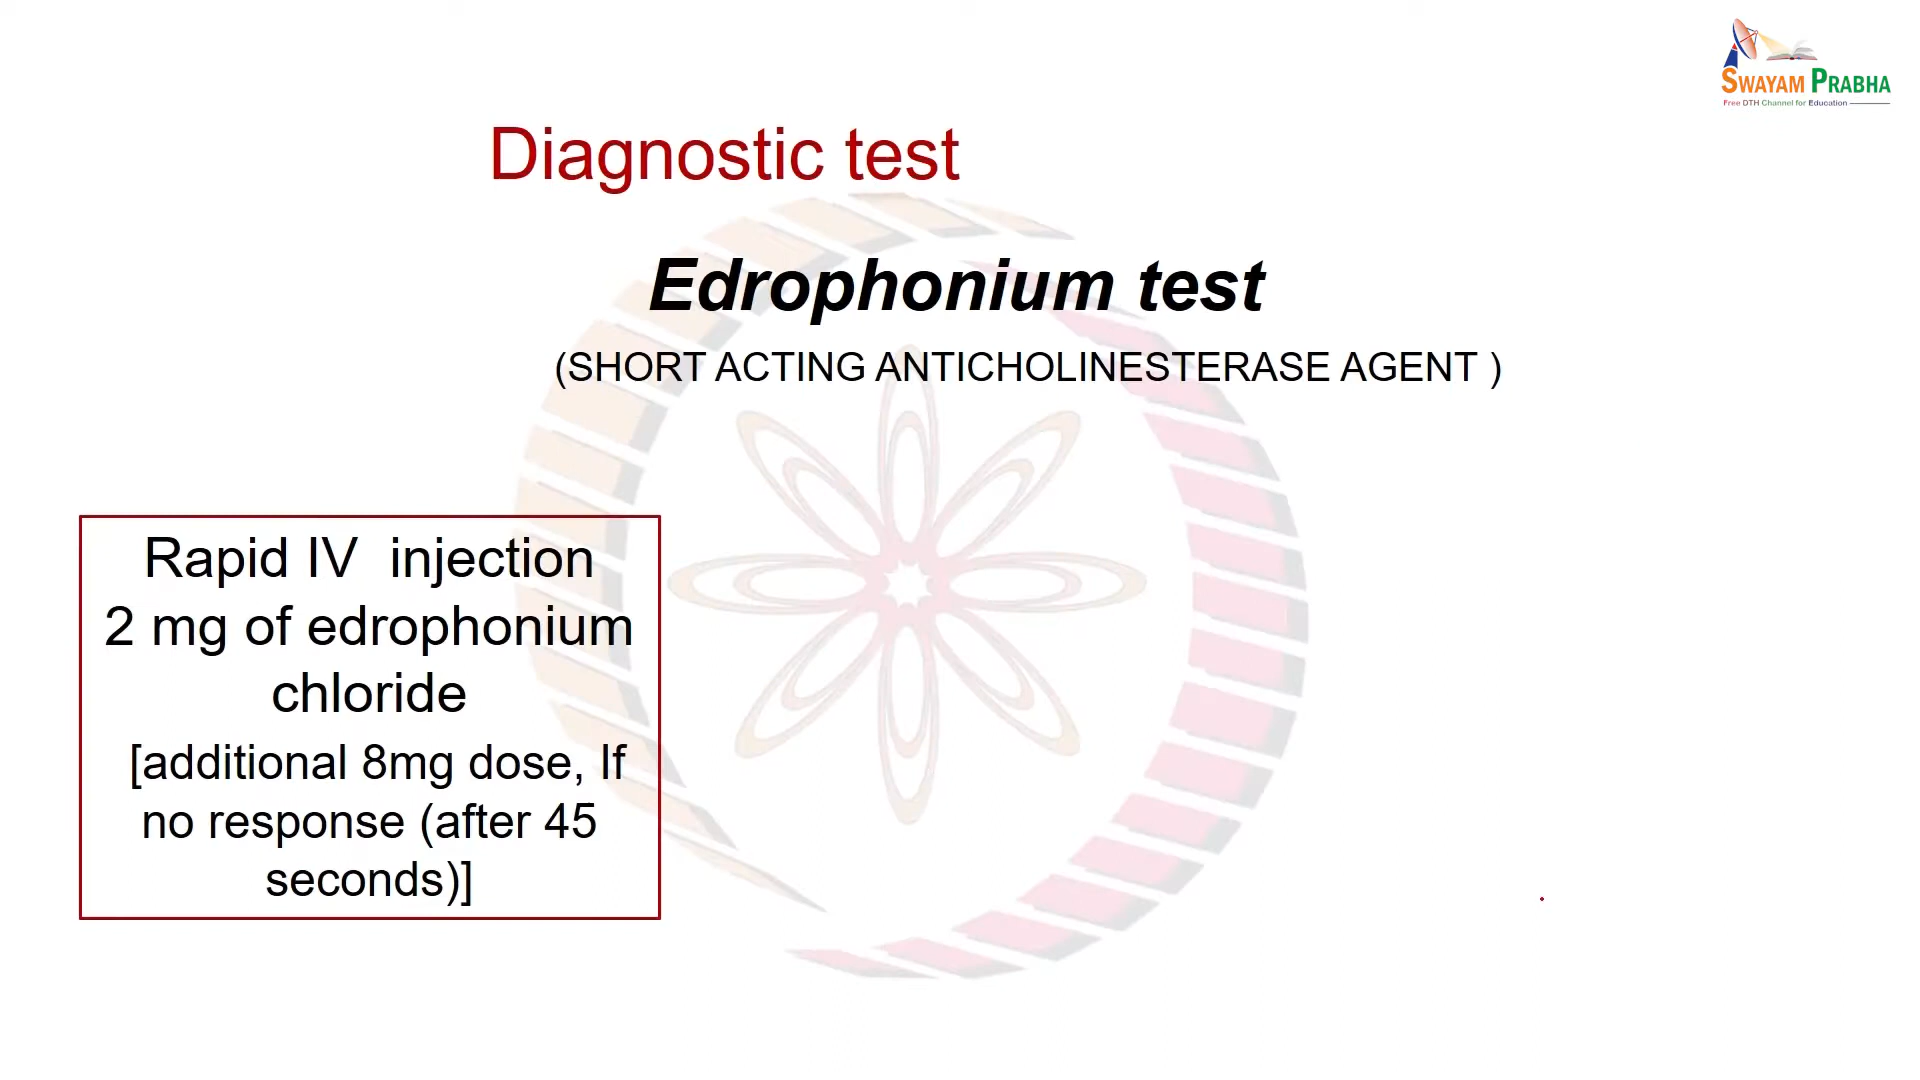 SWAYAM PRABHA
Free DTH Channel for Education
Diagnostic test
Edrophonium test
(SHORT ACTING ANTICHOLINESTERASE AGENT )
Rapid IV injection
2 mg of edrophonium
chloride
[additional 8mg dose, If
no response (after 45
seconds)]